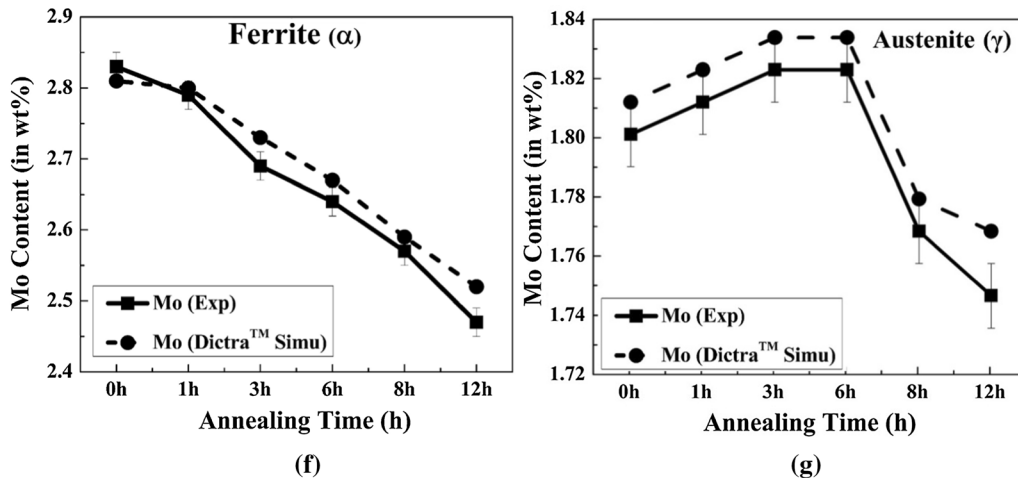 Ferrite (α)
Mo Content (in wt%)
2.9
2.8
2.7
2.6
2.5
2.4
Mo (Exp)
Mo (Dictra™ Simu)
0h 1h 3h 6h 8h 12h
Annealing Time (h)
(f)
Austenite (γ)
Mo Content (in wt%)
1.84
1.82
1.80
1.78
1.76
1.74
1.72
Mo (Exp)
Mo (Dictra™ Simu)
0h 1h 3h 6h 8h 12h
Annealing Time (h)
(g)